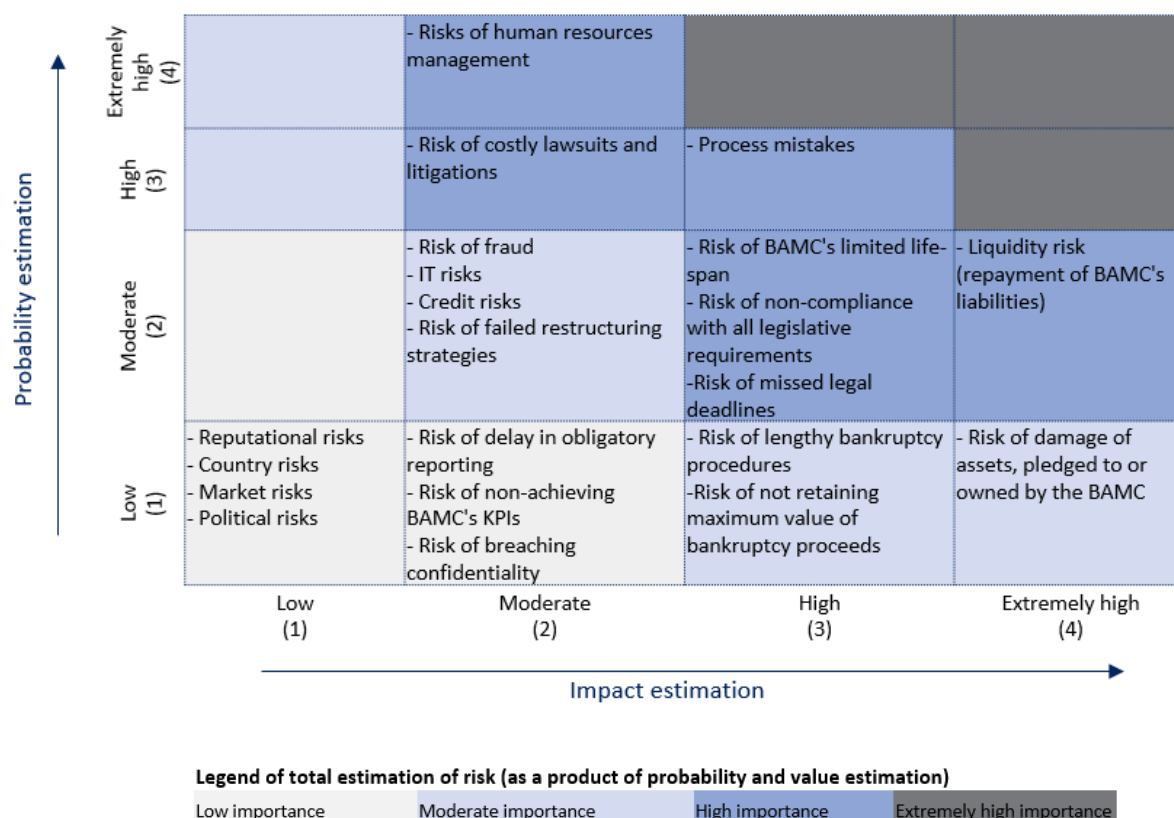 Probability estimation
Extremely
high
(4)
- Risks of human resources
management
High
(3)
- Risk of costly lawsuits and
litigations
- Process mistakes
Moderate
(2)
- Risk of fraud
- IT risks
- Credit risks
- Risk of failed restructuring
strategies
- Risk of BAMC's limited life-
span
- Risk of non-compliance
with all legislative
requirements
-Risk of missed legal
deadlines
- Liquidity risk
(repayment of BAMC's
liabilities)
Low
(1)
- Reputational risks
- Country risks
- Market risks
- Political risks
- Risk of delay in obligatory
reporting
- Risk of non-achieving
BAMC's KPIs
- Risk of breaching
confidentiality
- Risk of lengthy bankruptcy
procedures
-Risk of not retaining
maximum value of
bankruptcy proceeds
- Risk of damage of
assets, pledged to or
owned by the BAMC
Low
(1)
Moderate
(2)
High
(3)
Extremely high
(4)
Impact estimation
Legend of total estimation of risk (as a product of probability and value estimation)
Low importance
Moderate importance
High importance
Extremely high importance